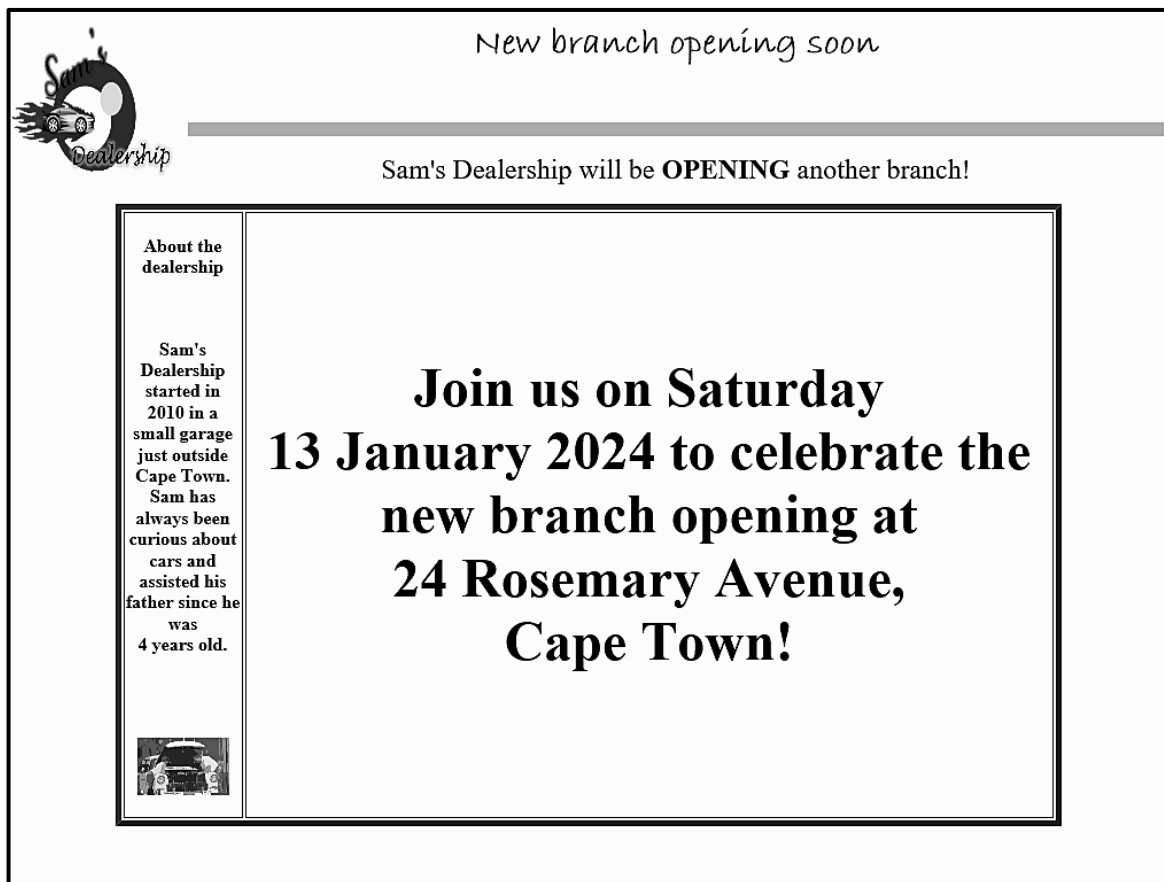 Sam's
Dealership
New branch opening soon
Sam's Dealership will be OPENING another branch!
About the
dealership
Sam's
Dealership
started in
2010 in a
small garage
just outside
Cape Town.
Sam has
always been
curious about
cars and
assisted his
father since he
was
4 years old.
Join us on Saturday
13 January 2024 to celebrate the
new branch opening at
24 Rosemary Avenue,
Cape Town!